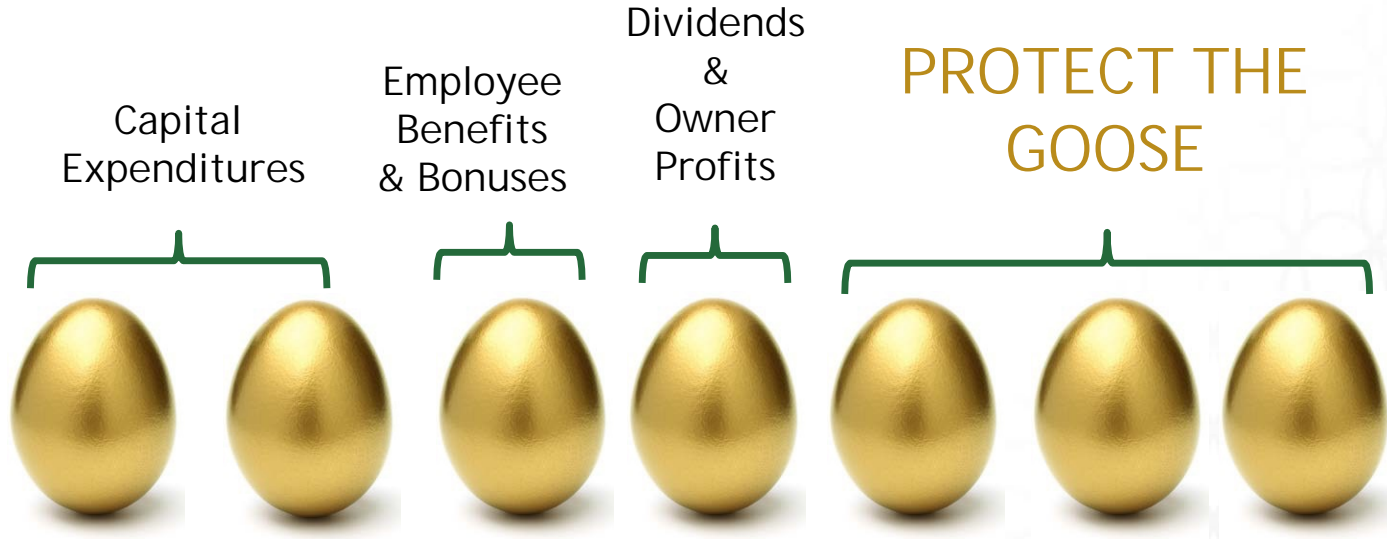 Capital
Expenditures
Employee
Benefits
& Bonuses
Dividends
&
Owner
Profits
PROTECT THE
GOOSE